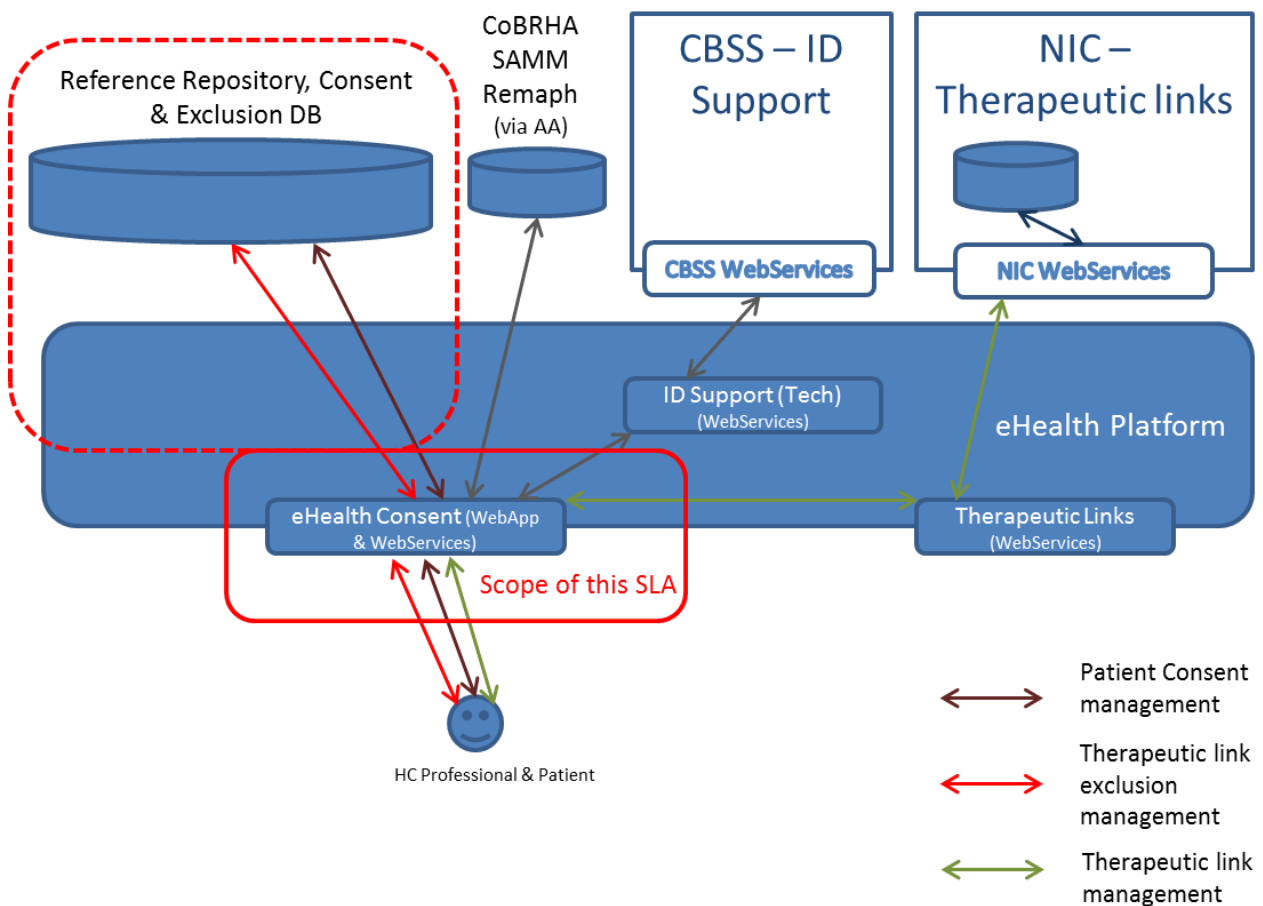 Reference Repository, Consent
& Exclusion DB
CoBRHA
SAMM
Remaph
(via AA)
CBSS – ID
Support
NIC –
Therapeutic links
CBSS WebServices
NIC WebServices
ID Support (Tech)
(WebServices)
eHealth Platform
eHealth Consent (WebApp
& WebServices)
Therapeutic Links
(WebServices)
Scope of this SLA
HC Professional & Patient
Patient Consent
management
Therapeutic link
exclusion
management
Therapeutic link
management